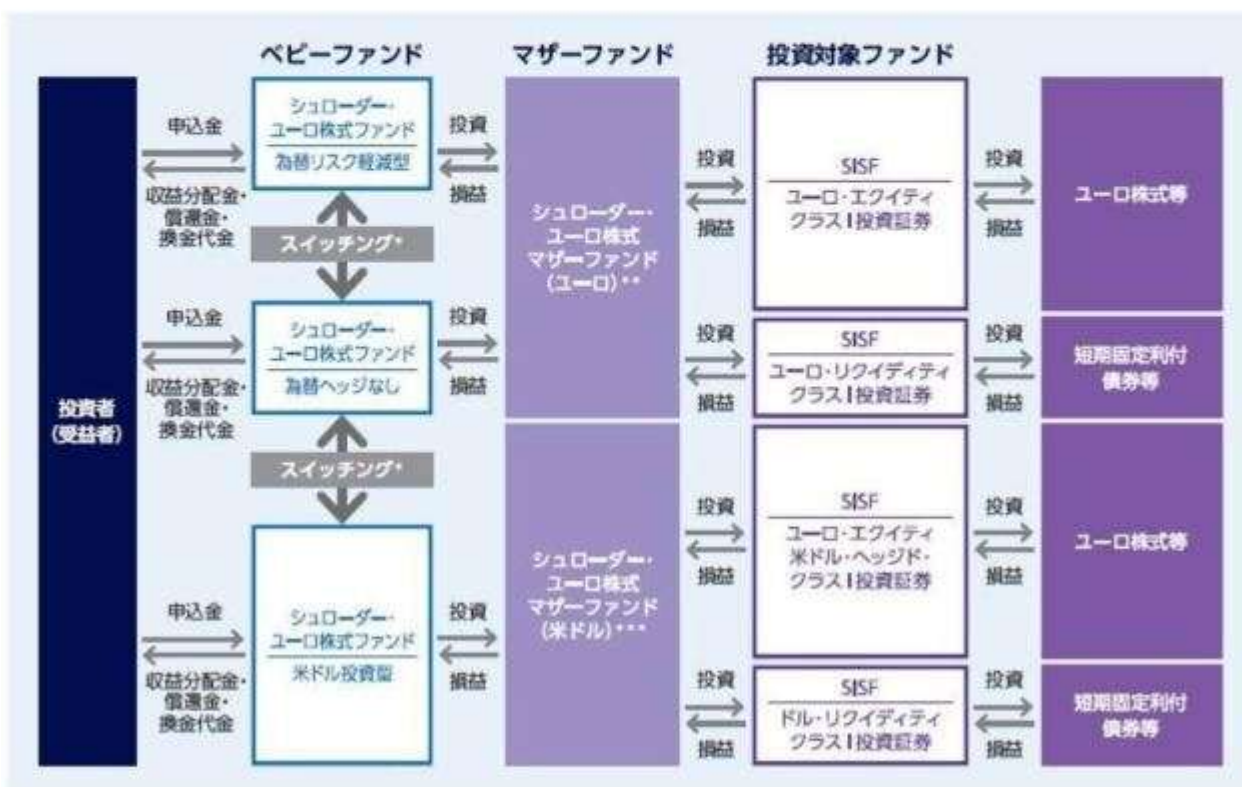 ベビーファンド
マザーファンド
投資対象ファンド
投資者
(受益者)
申込金
収益分配金・
償還金・
換金代金
シュローダー・
ユーロ株式ファンド
為替リスク軽減型
投資
損益
スイッチング*
申込金
収益分配金・
償還金・
換金代金
シュローダー・
ユーロ株式ファンド
為替ヘッジなし
投資
損益
スイッチング*
申込金
収益分配金・
償還金・
換金代金
シュローダー・
ユーロ株式ファンド
米ドル投資型
投資
損益
シュローダー・
ユーロ株式
マザーファンド
(ユーロ)**
シュローダー・
ユーロ株式
マザーファンド
(米ドル)***
投資
損益
SISF
ユーロ・エクイティ
クラスI投資証券
投資
損益
ユーロ株式等
投資
損益
SISF
ユーロ・リクイディティ
クラスI投資証券
投資
損益
短期固定利付
債券等
投資
損益
SISF
ユーロ・エクイティ
米ドル・ヘッジド・
クラスI投資証券
投資
損益
ユーロ株式等
投資
損益
SISF
ドル・リクイディティ
クラスI投資証券
投資
損益
短期固定利付
債券等